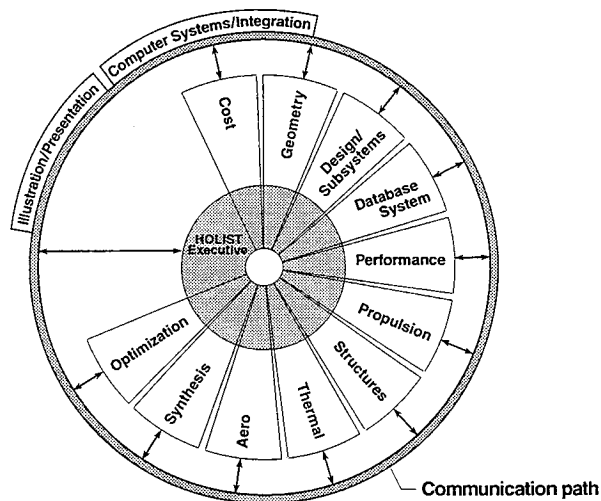 Computer Systems/Integration
Illustration/Presentation
Cost
Geometry
Design/
Subsystems
Database
System
Performance
Propulsion
Structures
Thermal
Aero
Synthesis
Optimization
HOLIST
Executive
Communication path